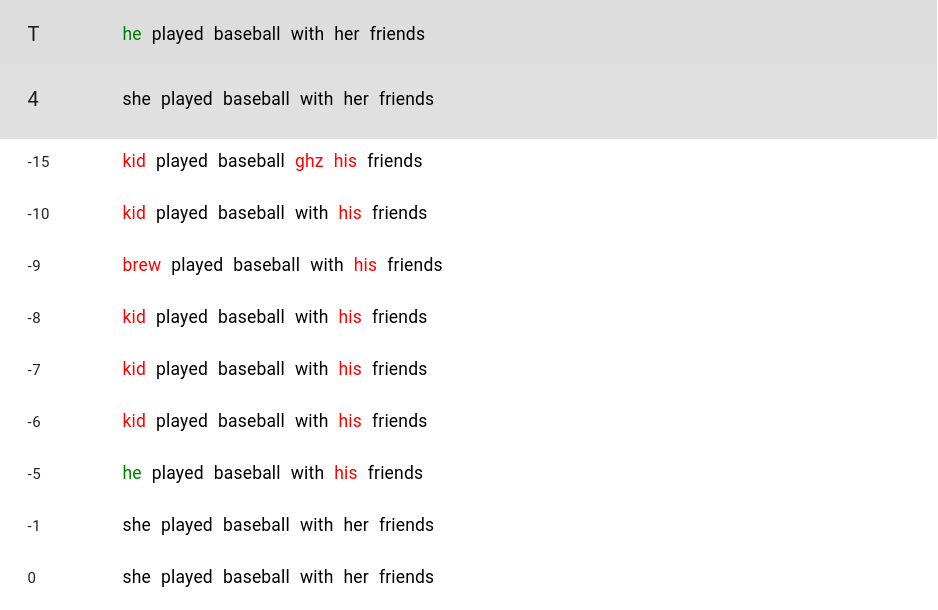 T he played baseball with her friends
4 she played baseball with her friends
-15 kid played baseball ghz his friends
-10 kid played baseball with his friends
-9 brew played baseball with his friends
-8 kid played baseball with his friends
-7 kid played baseball with his friends
-6 kid played baseball with his friends
-5 he played baseball with his friends
-1 she played baseball with her friends
0 she played baseball with her friends